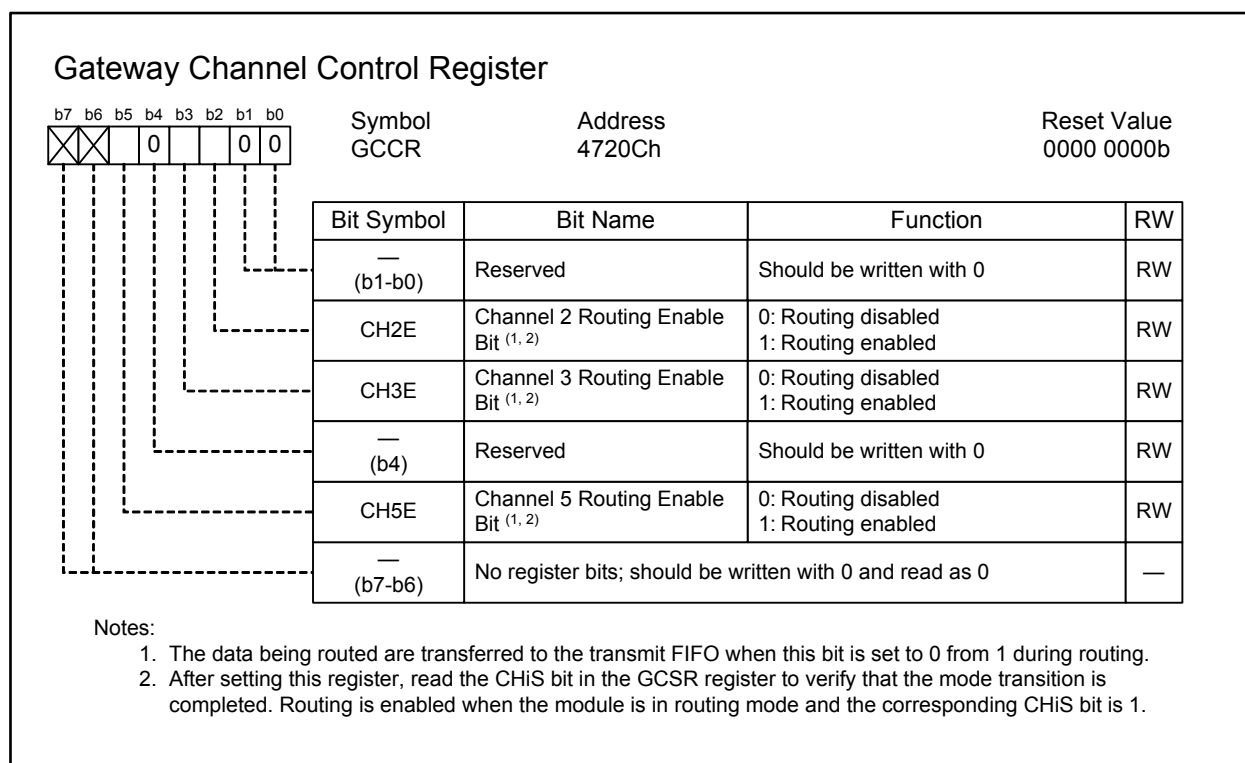 Gateway Channel Control Register
b7 b6 b5 b4 b3 b2 b1 b0
0 0 0
Symbol Address Reset Value
GCCR 4720Ch 0000 0000b
Bit Symbol Bit Name Function RW
— (b1-b0) Reserved Should be written with 0 RW
CH2E Channel 2 Routing Enable Bit (1, 2) 0: Routing disabled
1: Routing enabled RW
CH3E Channel 3 Routing Enable Bit (1, 2) 0: Routing disabled
1: Routing enabled RW
— (b4) Reserved Should be written with 0 RW
CH5E Channel 5 Routing Enable Bit (1, 2) 0: Routing disabled
1: Routing enabled RW
— (b7-b6) No register bits; should be written with 0 and read as 0 —
Notes:
1. The data being routed are transferred to the transmit FIFO when this bit is set to 0 from 1 during routing.
2. After setting this register, read the CHiS bit in the GCSR register to verify that the mode transition is
completed. Routing is enabled when the module is in routing mode and the corresponding CHiS bit is 1.